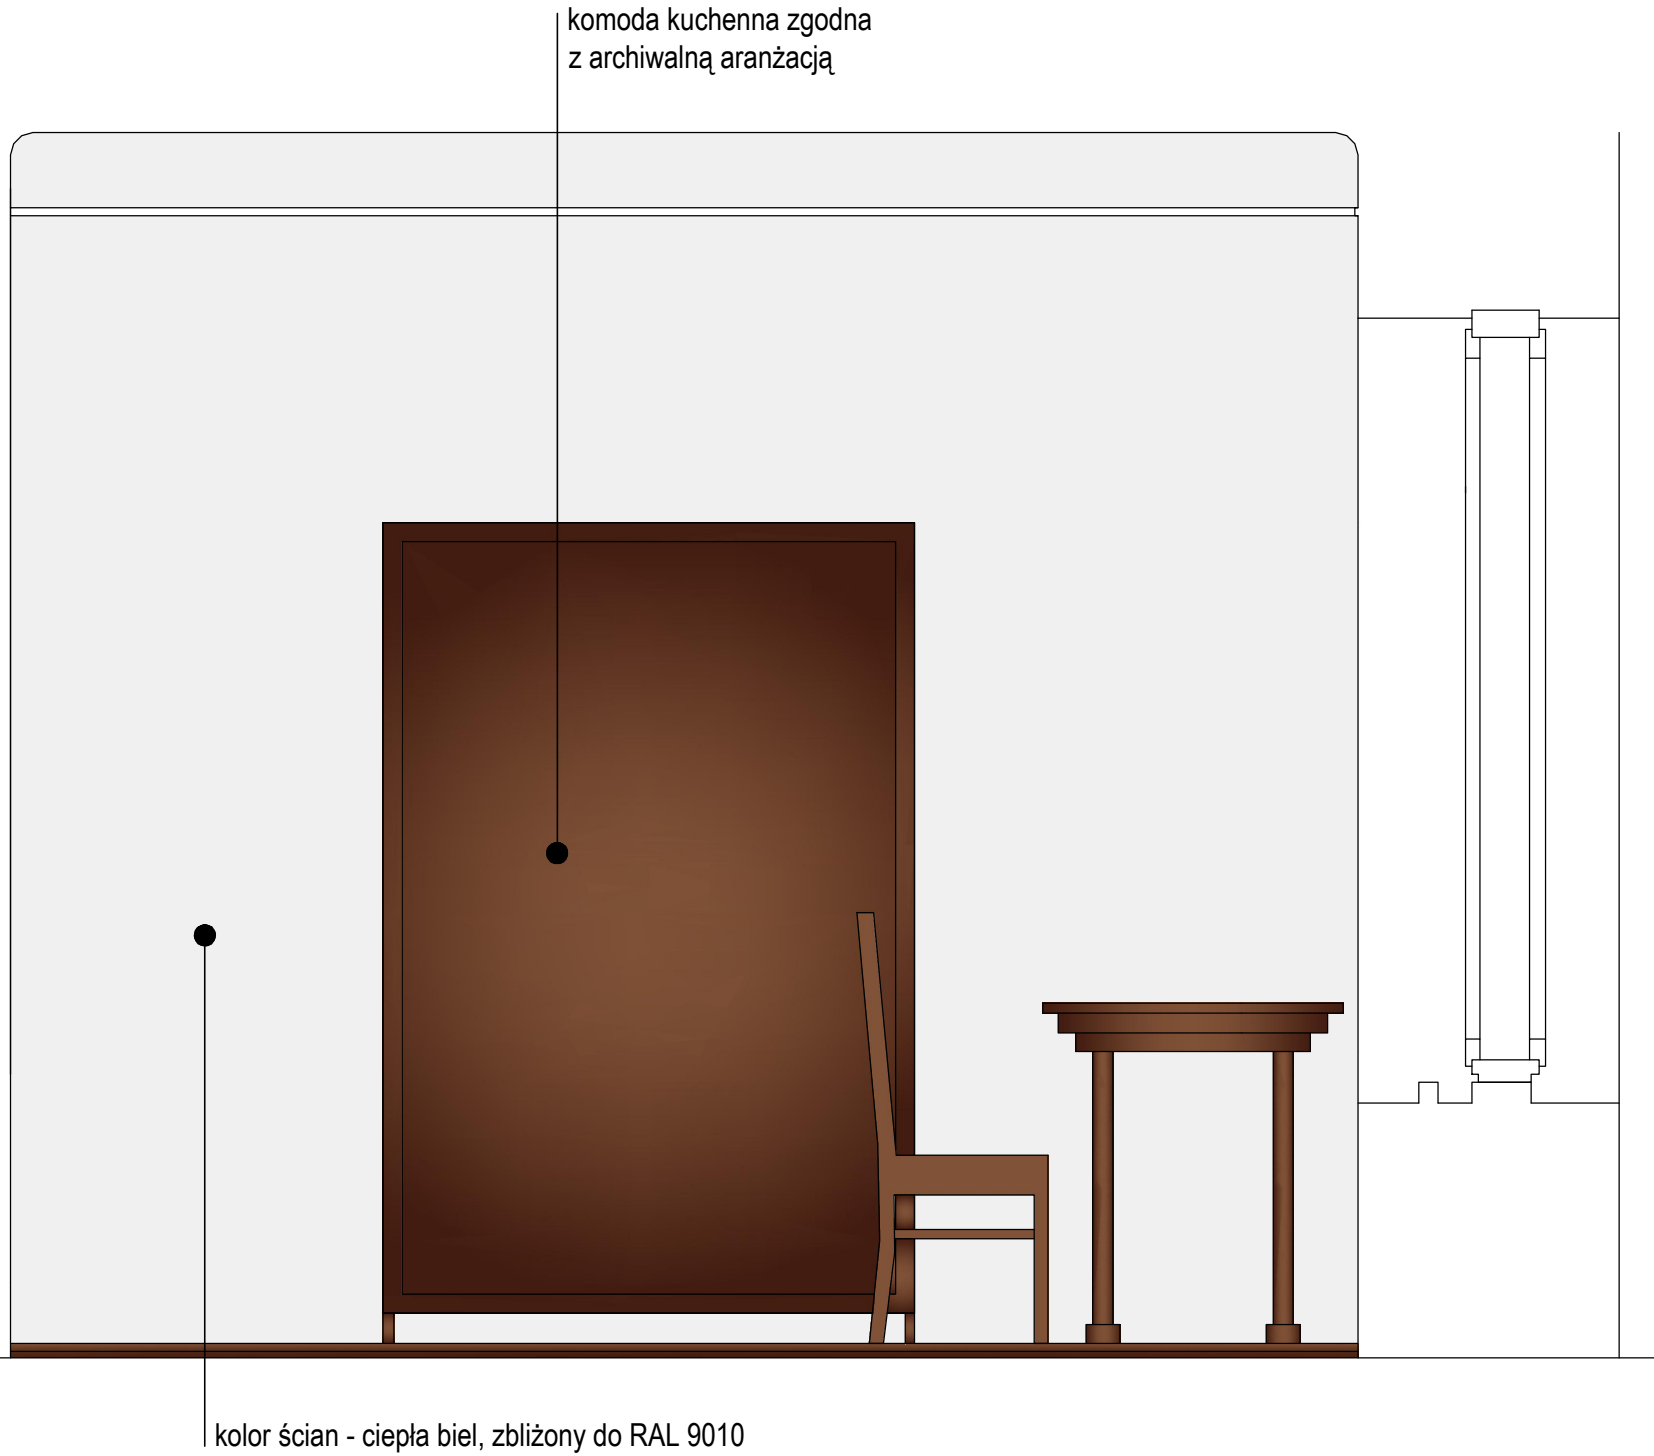 komoda kuchenna zgodna
z archiwalną aranżacją
kolor ścian - ciepła biel, zbliżony do RAL 9010